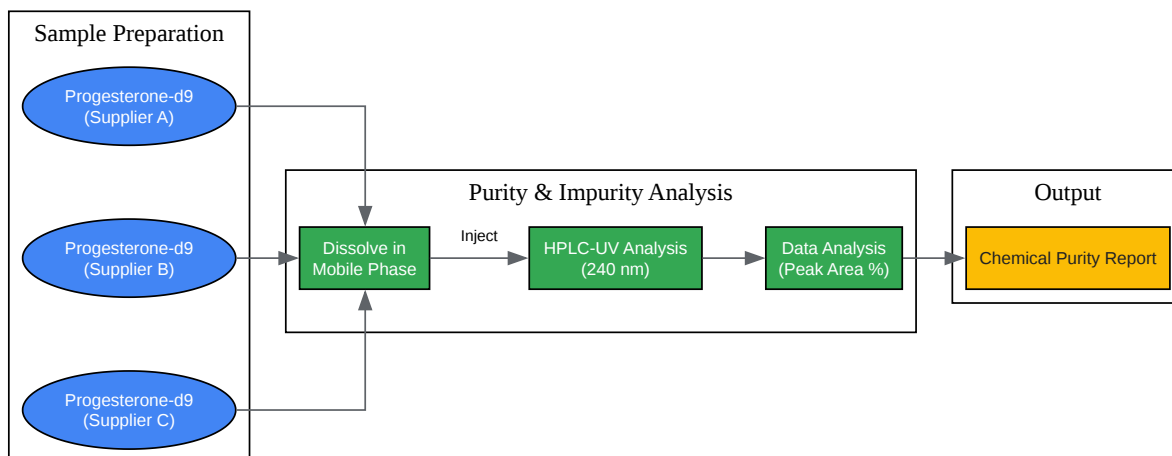 Sample Preparation
Progesterone-d9
(Supplier A)
Progesterone-d9
(Supplier B)
Progesterone-d9
(Supplier C)
Purity & Impurity Analysis
Dissolve in
Mobile Phase
Inject
HPLC-UV Analysis
(240 nm)
Data Analysis
(Peak Area %)
Output
Chemical Purity Report